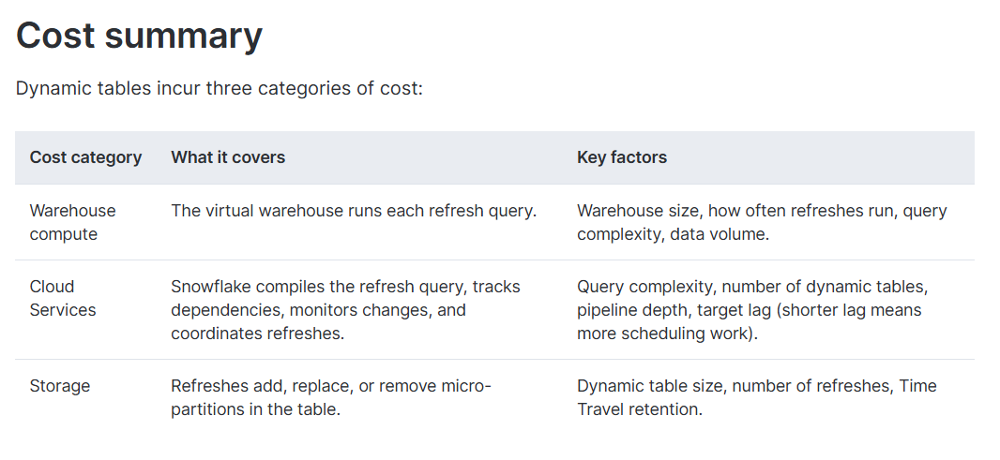 Cost summary
Dynamic tables incur three categories of cost:
Cost category What it covers Key factors
Warehouse compute
The virtual warehouse runs each refresh query.
Warehouse size, how often refreshes run, query
complexity, data volume.
Cloud
Services
Snowflake compiles the refresh query, tracks
dependencies, monitors changes, and
coordinates refreshes.
Query complexity, number of dynamic tables,
pipeline depth, target lag (shorter lag means
more scheduling work).
Storage
Refreshes add, replace, or remove micro-
partitions in the table.
Dynamic table size, number of refreshes, Time
Travel retention.